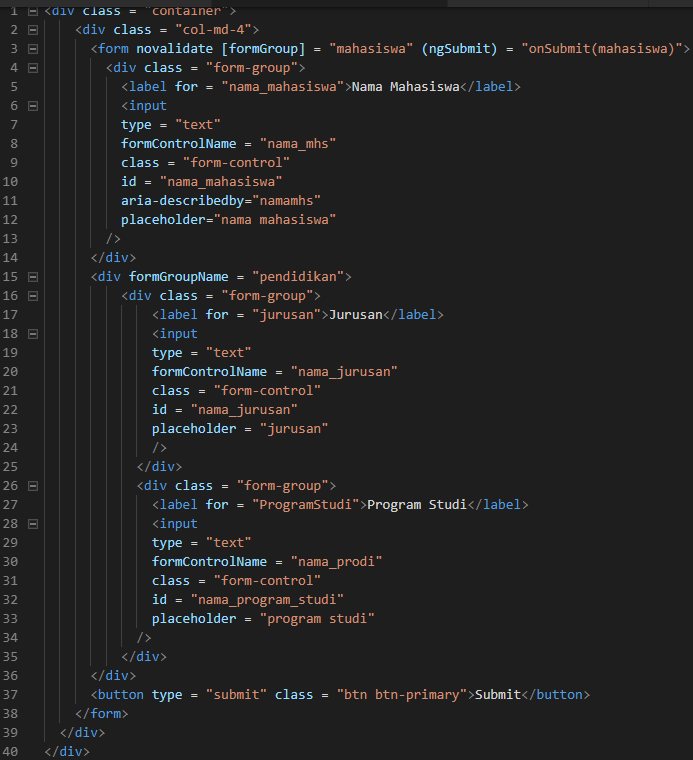 1 <div class = "container">
2 <div class = "col-md-4">
3 <form novalidate [formGroup] = "mahasiswa" (ngSubmit) = "onSubmit(mahasiswa)">
4 <div class = "form-group">
5 <label for = "nama_mahasiswa">Nama Mahasiswa</label>
6 <input
7 type = "text"
8 formControlName = "nama_mhs"
9 class = "form-control"
10 id = "nama_mahasiswa"
11 aria-describedby="namamhs"
12 placeholder="nama mahasiswa"
13 />
14 </div>
15 <div formGroupName = "pendidikan">
16 <div class = "form-group">
17 <label for = "jurusan">Jurusan</label>
18 <input
19 type = "text"
20 formControlName = "nama_jurusan"
21 class = "form-control"
22 id = "nama_jurusan"
23 placeholder = "jurusan"
24 />
25 </div>
26 <div class = "form-group">
27 <label for = "ProgramStudi">Program Studi</label>
28 <input
29 type = "text"
30 formControlName = "nama_prodi"
31 class = "form-control"
32 id = "nama_program_studi"
33 placeholder = "program studi"
34 />
35 </div>
36 </div>
37 <button type = "submit" class = "btn btn-primary">Submit</button>
38 </form>
39 </div>
40 </div>